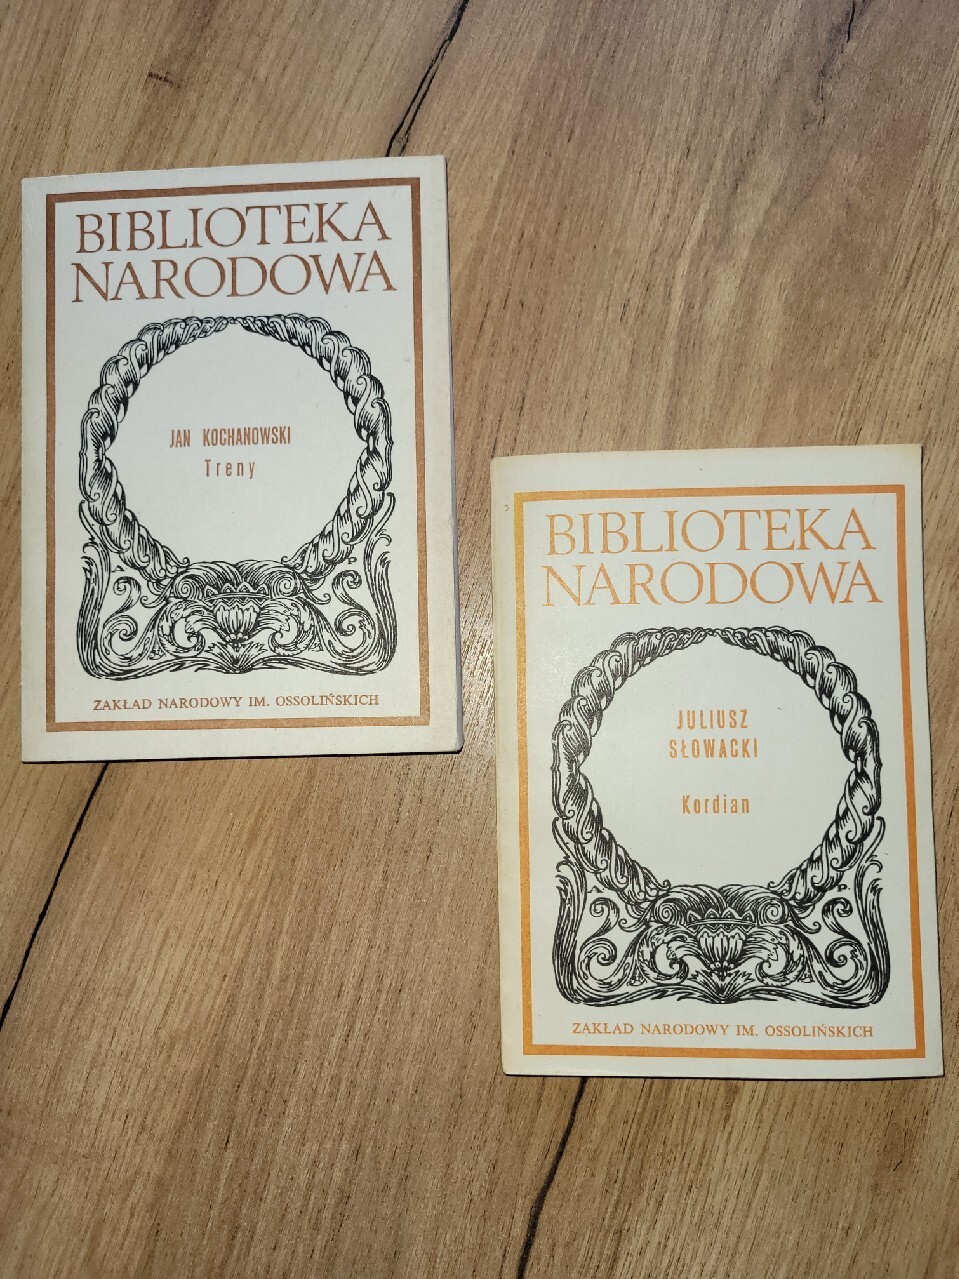 BIBLIOTEKA
NARODOWA
JAN KOCHANOWSKI
Treny
ZAKŁAD NARODOWY IM. OSSOLIŃSKICH
BIBLIOTEKA
NARODOWA
JULIUSZ
SŁOWACKI
Kordian
ZAKŁAD NARODOWY IM. OSSOLIŃSKICH